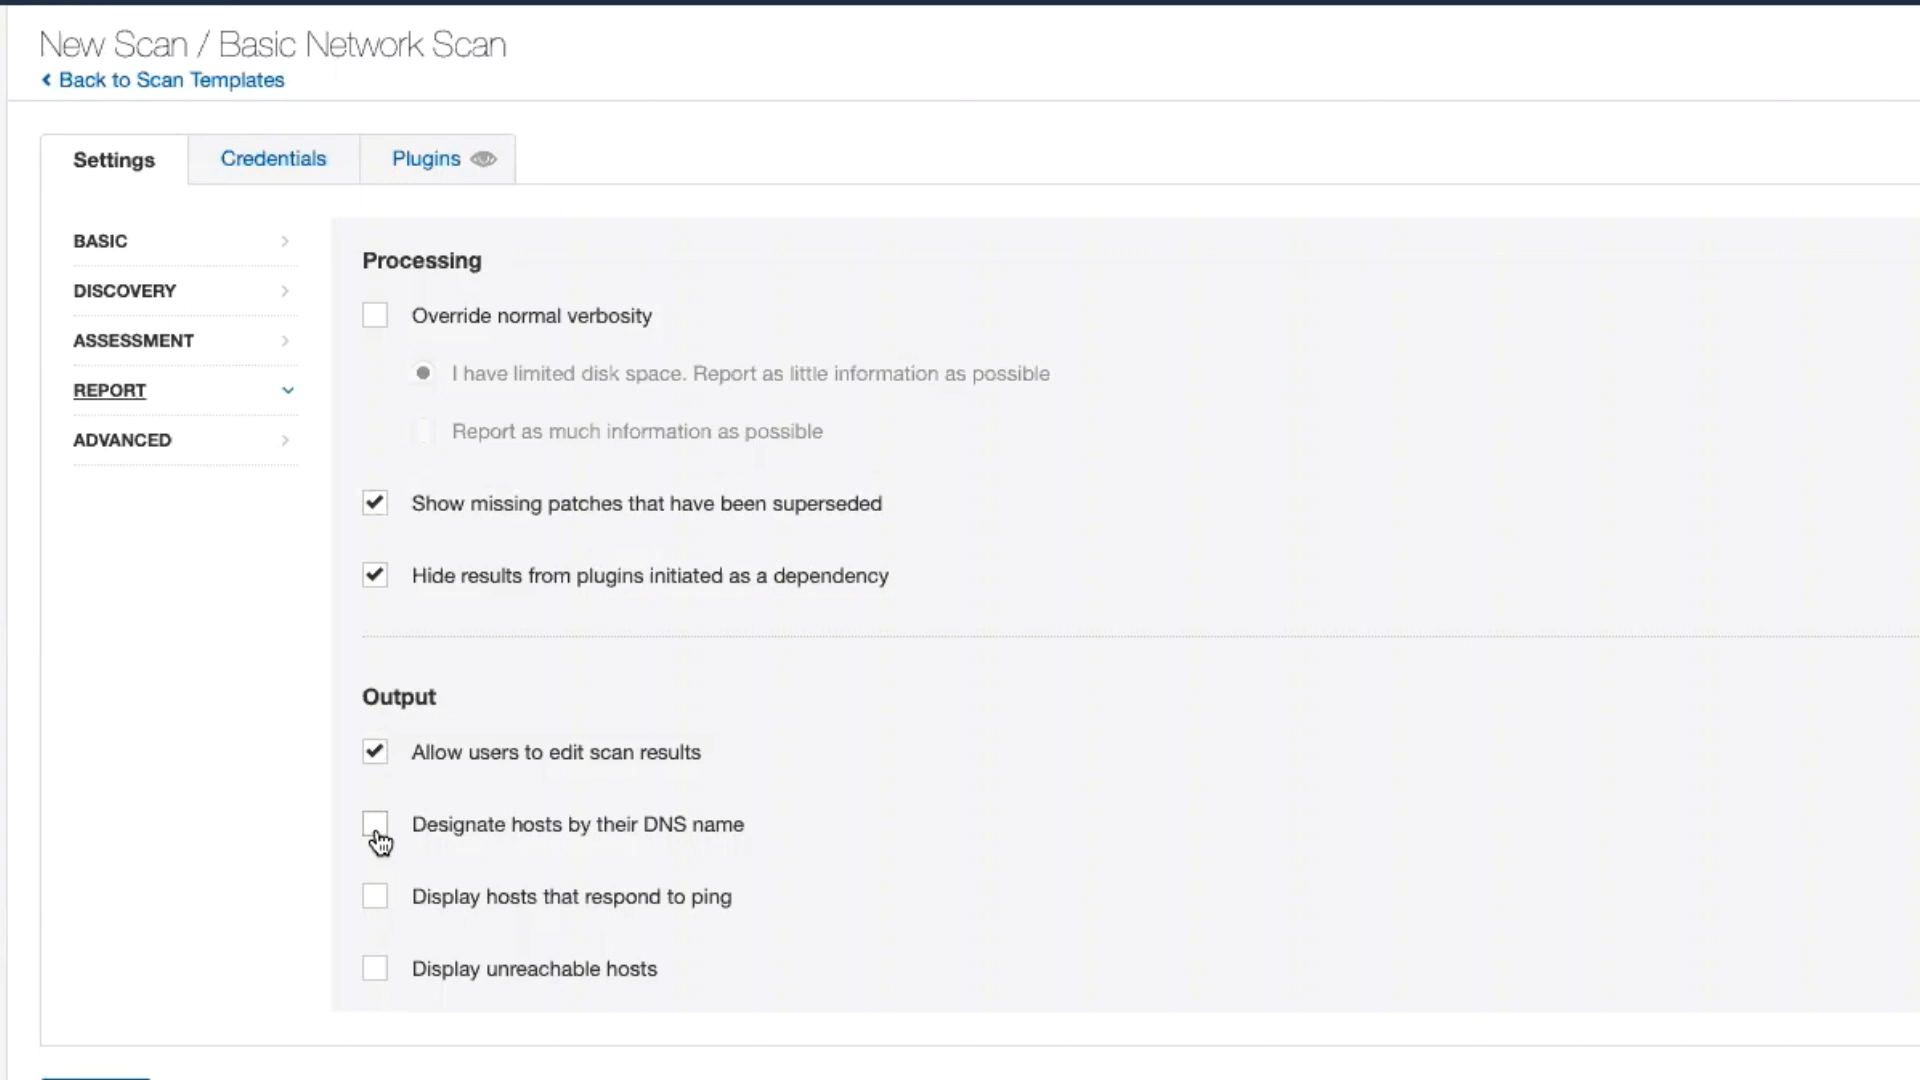 New Scan / Basic Network Scan
Back to Scan Templates
Settings
Credentials
Plugins
BASIC
DISCOVERY
ASSESSMENT
REPORT
ADVANCED
Processing
Override normal verbosity
I have limited disk space. Report as little information as possible
Report as much information as possible
Show missing patches that have been superseded
Hide results from plugins initiated as a dependency
Output
Allow users to edit scan results
Designate hosts by their DNS name
Display hosts that respond to ping
Display unreachable hosts